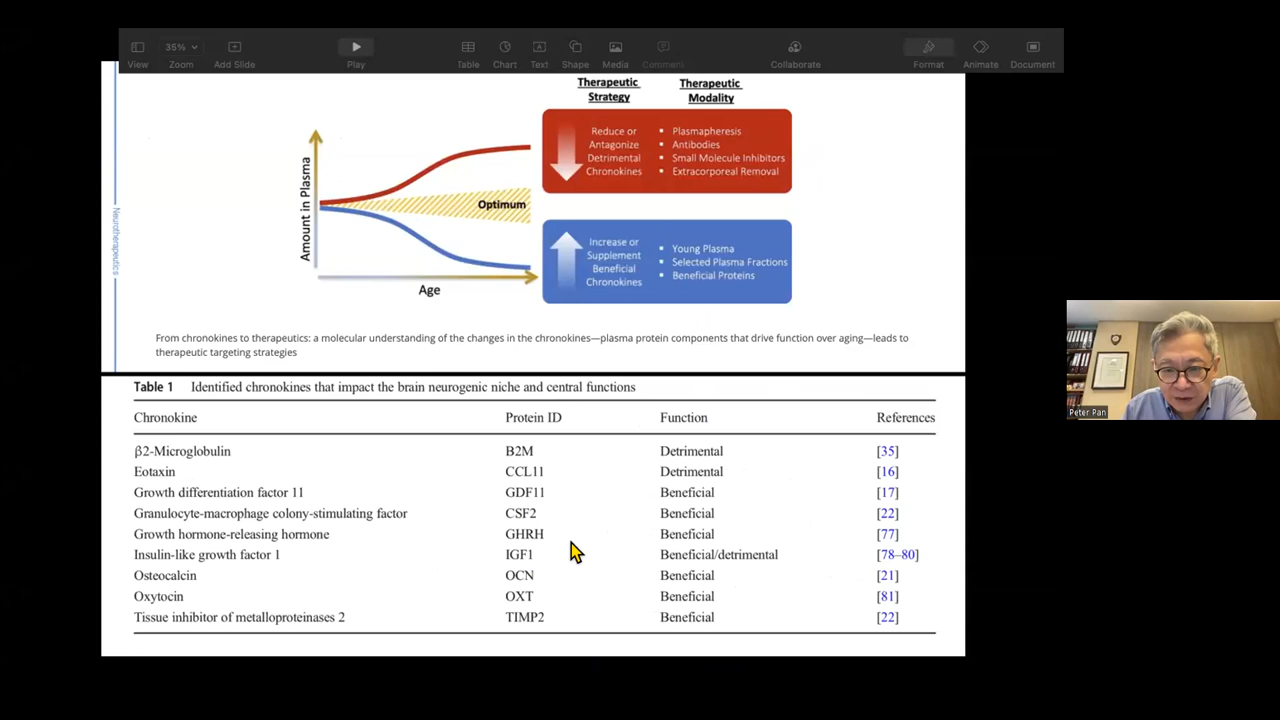 35%
View
Zoom
Add Slide
Play
Table
Chart
Text
Shape
Media
Comment
Collaborate
Format
Animate
Document
Therapeutic Strategy
Therapeutic Modality
Reduce or
Antagonize
Detrimental
Chronokines
▪ Plasmapheresis
▪ Antibodies
▪ Small Molecule Inhibitors
▪ Extracorporeal Removal
Amount in Plasma
Optimum
Age
Increase or
Supplement
Beneficial
Chronokines
▪ Young Plasma
▪ Selected Plasma Fractions
▪ Beneficial Proteins
Neurotherapeutics
From chronokines to therapeutics: a molecular understanding of the changes in the chronokines—plasma protein components that drive function over aging—leads to
therapeutic targeting strategies
Table 1 Identified chronokines that impact the brain neurogenic niche and central functions
Chronokine Protein ID Function References
β2-Microglobulin B2M Detrimental [35]
Eotaxin CCL11 Detrimental [16]
Growth differentiation factor 11 GDF11 Beneficial [17]
Granulocyte-macrophage colony-stimulating factor CSF2 Beneficial [22]
Growth hormone-releasing hormone GHRH Beneficial [77]
Insulin-like growth factor 1 IGF1 Beneficial/detrimental [78–80]
Osteocalcin OCN Beneficial [21]
Oxytocin OXT Beneficial [81]
Tissue inhibitor of metalloproteinases 2 TIMP2 Beneficial [22]
Peter Pan